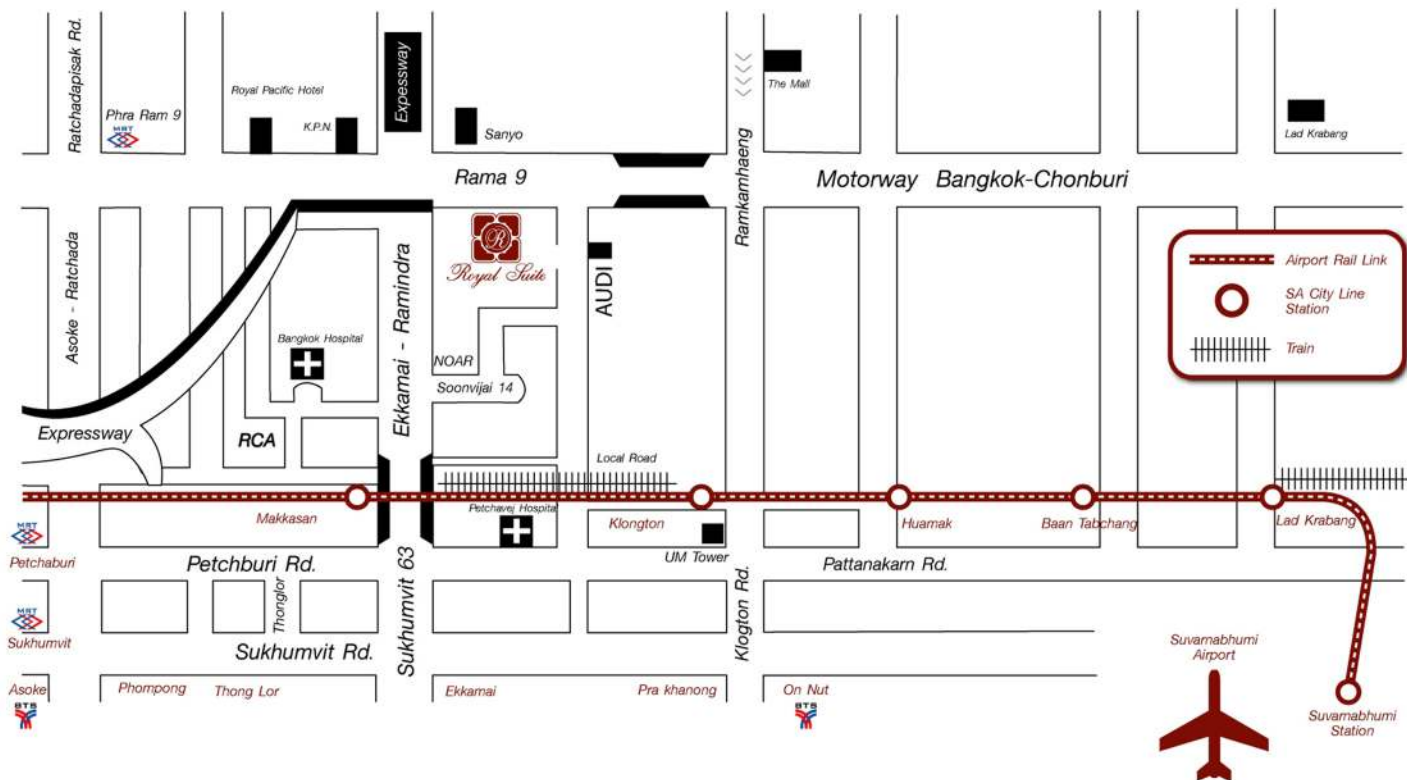 Ratchadapisak Rd.
Phra Ram 9
MRT
Royal Pacific Hotel
K.P.N.
Expessway
Sanyo
The Mall
Lad Krabang
Rama 9
Ramkamhaeng
Motorway Bangkok-Chonburi
Asoke - Ratchada
Ekkamai - Ramindra
R
Royal Suite
AUDI
Airport Rail Link
SA City Line
Station
Train
Bangkok Hospital
NOAR
Soonvijai 14
Expressway
RCA
Local Road
Makkasan
Petchavej Hospital
Klongton
Huamak
Baan Tabchang
Lad Krabang
MRT
Petchaburi
Petchburi Rd.
UM Tower
Pattanakarn Rd.
Thonglor
Sukhumvit 63
Klogton Rd.
MRT
Sukhumvit
Sukhumvit Rd.
Suvarnabhumi
Airport
Asoke
BTS
Phompong
Thong Lor
Ekkamai
Pra khanong
On Nut
BTS
Suvarnabhumi
Station